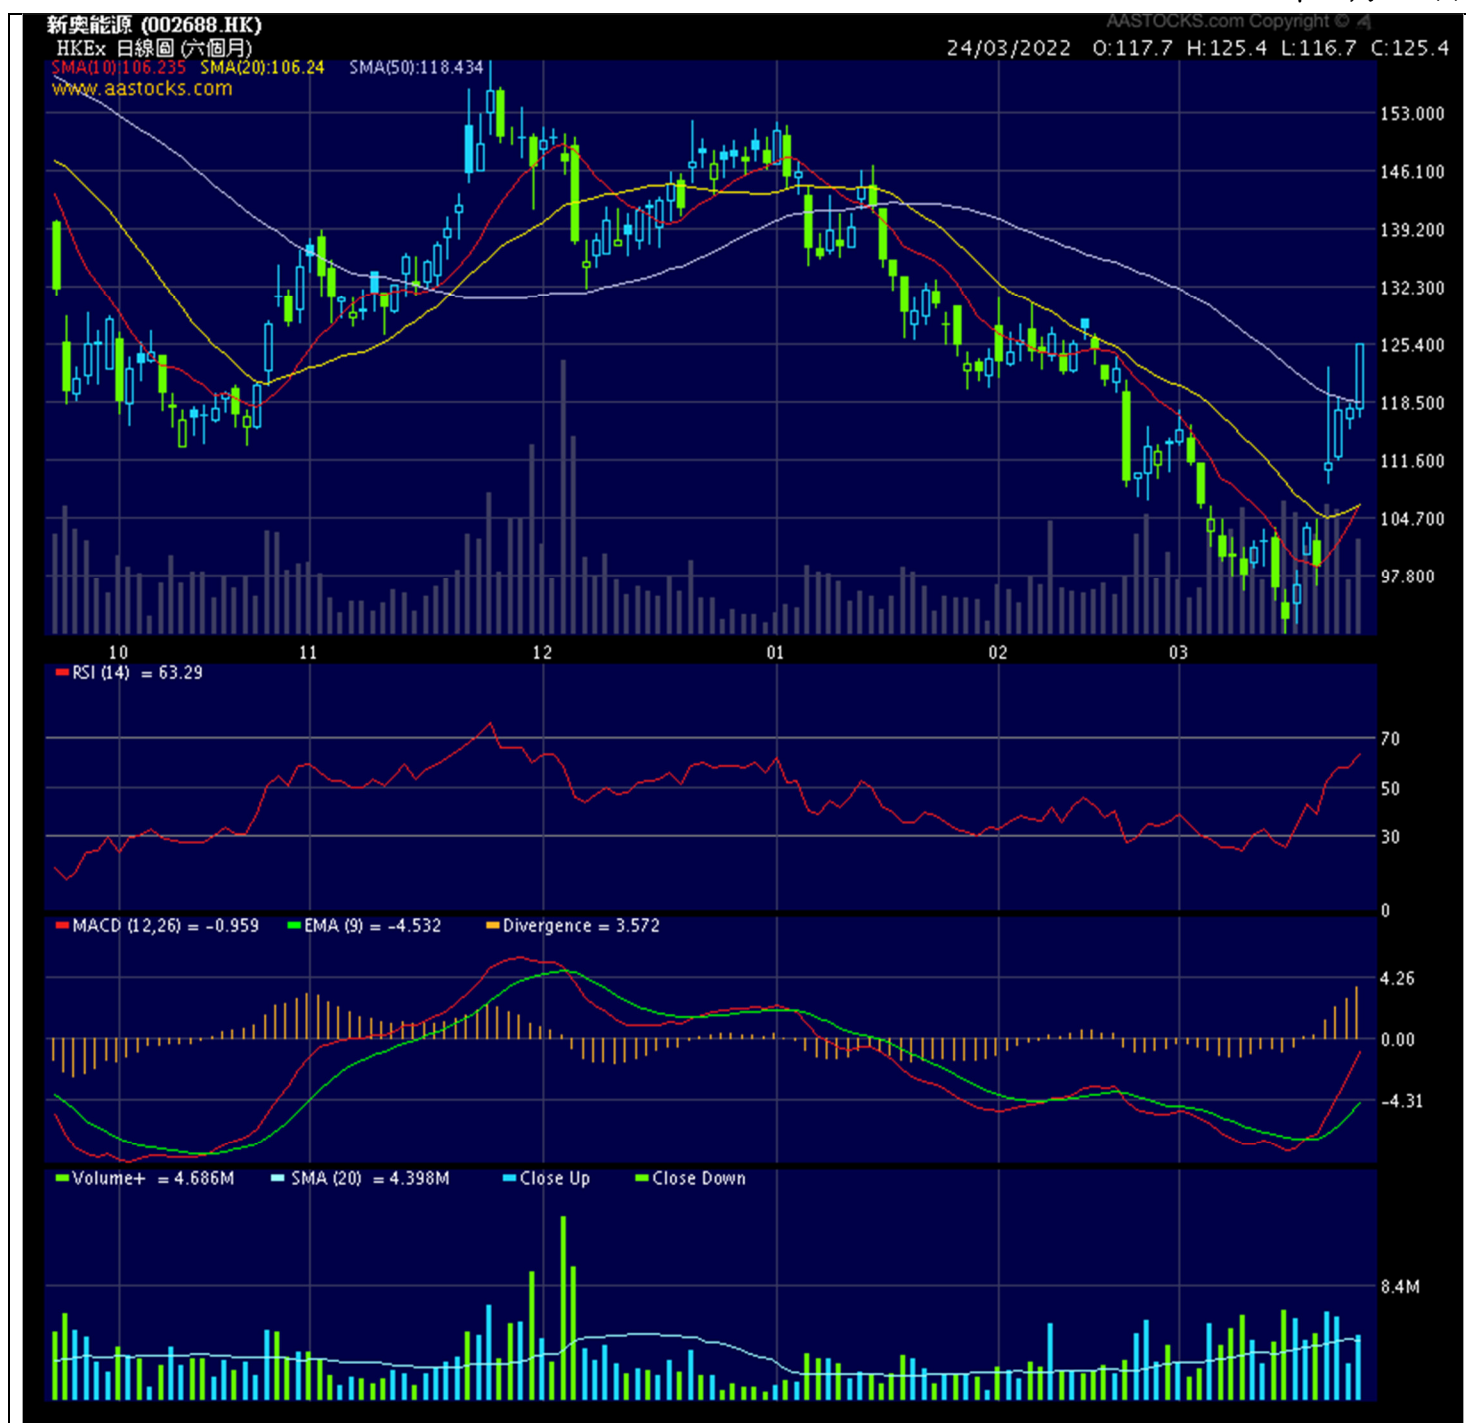 新奧能源 (002688.HK)
AASTOCKS.com Copyright ©
HKEx 日線圖 (六個月)
24/03/2022 O:117.7 H:125.4 L:116.7 C:125.4
SMA(10):106.235 SMA(20):106.24 SMA(50):118.434
www.aastocks.com
153.000
146.100
139.200
132.300
125.400
118.500
111.600
104.700
97.800
10 11 12 01 02 03
RSI (14) = 63.29
70
50
30
0
MACD (12,26) = -0.959 EMA (9) = -4.532 Divergence = 3.572
4.26
0.00
-4.31
Volume+ = 4.686M SMA (20) = 4.398M Close Up Close Down
8.4M